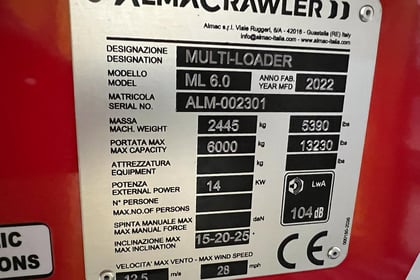 ALMACRAWLER
Almac s.r.l. Viale Ruggeri, 6/A - 42016 - Guastalla (RE) Italy
info@almac-italia.com www.almac-italia.com
DESIGNAZIONE
DESIGNATION
MULTI-LOADER
MODELLO
MODEL
ML 6.0
ANNO FAB.
YEAR MFD
2022
MATRICOLA
SERIAL NO.
ALM-002301
MASSA
MACH. WEIGHT
2445 kg 5390 lbs
PORTATA MAX
MAX CAPACITY
6000 kg 13230 lbs
ATTREZZATURA
EQUIPMENT
POTENZA
EXTERNAL POWER
14 KW
LwA
104 dB
N° PERSONE
MAX.NO.OF PERSONS
SPINTA MANUALE MAX
MAX MANUAL FORCE
daN
INCLINAZIONE MAX
MAX INCLINATION
15-20-25°
CE
VELOCITA' MAX VENTO - MAX WIND SPEED
12.5 m/s 28 mph
IC
ONS